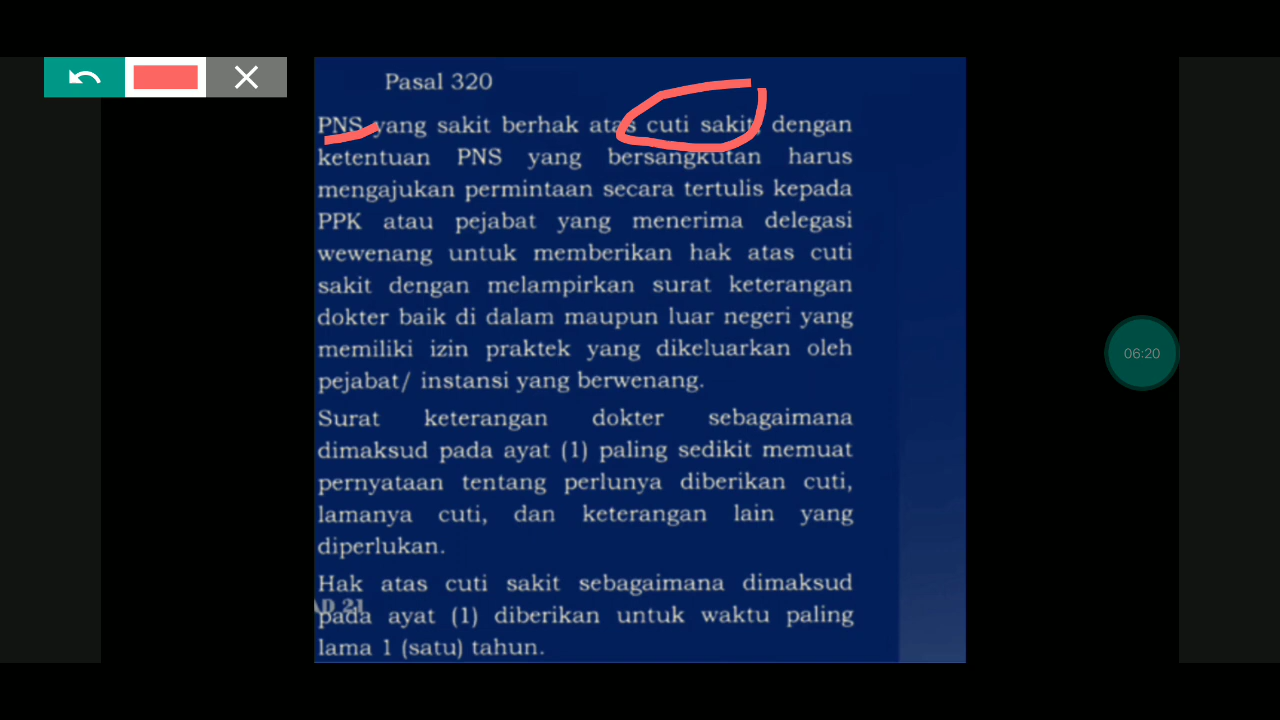 Pasal 320
PNS yang sakit berhak atas cuti sakit, dengan
ketentuan PNS yang bersangkutan harus
mengajukan permintaan secara tertulis kepada
PPK atau pejabat yang menerima delegasi
wewenang untuk memberikan hak atas cuti
sakit dengan melampirkan surat keterangan
dokter baik di dalam maupun luar negeri yang
memiliki izin praktek yang dikeluarkan oleh
pejabat/ instansi yang berwenang.
06:20
Surat keterangan dokter sebagaimana
dimaksud pada ayat (1) paling sedikit memuat
pernyataan tentang perlunya diberikan cuti,
lamanya cuti, dan keterangan lain yang
diperlukan.
Hak atas cuti sakit sebagaimana dimaksud
pada ayat (1) diberikan untuk waktu paling
lama 1 (satu) tahun.